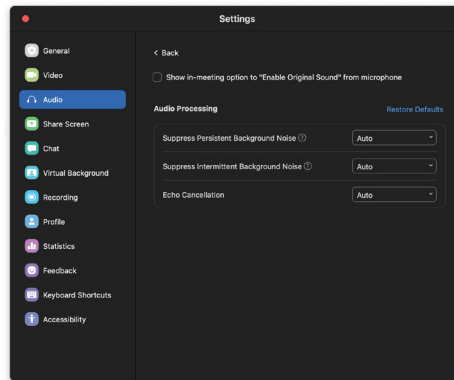 Settings
General
Video
Audio
Share Screen
Chat
Virtual Background
Recording
Profile
Statistics
Feedback
Keyboard Shortcuts
Accessibility
< Back
Show in-meeting option to "Enable Original Sound" from microphone
Audio Processing Restore Defaults
Suppress Persistent Background Noise Auto
Suppress Intermittent Background Noise Auto
Echo Cancellation Auto